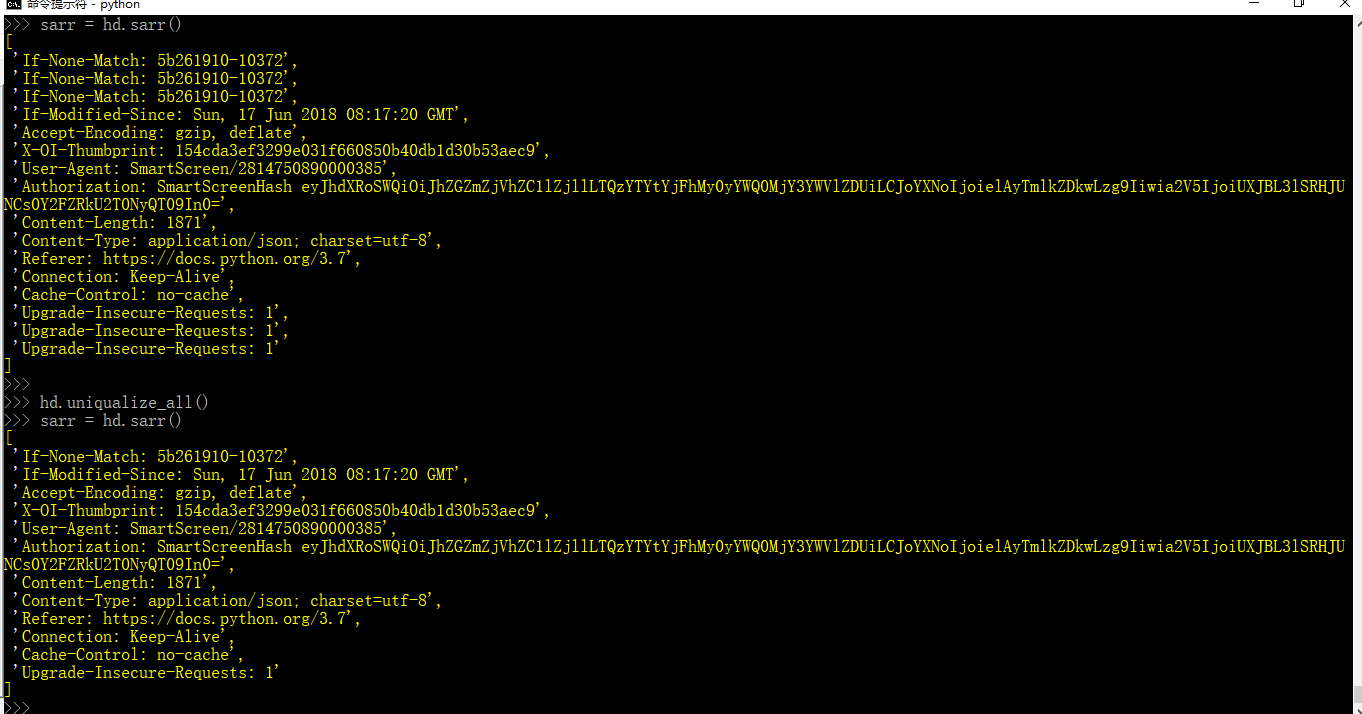 命令提示符 - python
>>> sarr = hd.sarr()
[
'If-None-Match: 5b261910-10372',
'If-None-Match: 5b261910-10372',
'If-None-Match: 5b261910-10372',
'If-Modified-Since: Sun, 17 Jun 2018 08:17:20 GMT',
'Accept-Encoding: gzip, deflate',
'X-OI-Thumbprint: 154cda3ef3299e031f660850b40db1d30b53aec9',
'User-Agent: SmartScreen/2814750890000385',
'Authorization: SmartScreenHash eyJhdXRoSWQiOiJhZGZmZjVhZC1lZjllLTQzYTYtYjFhMy0yYWQ0MjY3YWVlZDUiLCJoYXNoIjoielAyTmlkZDkwLzg9Iiwia2V5IjoiUXJBL3lSRHJU
NCs0Y2FZRkU2T0NyQT09In0=',
'Content-Length: 1871',
'Content-Type: application/json; charset=utf-8',
'Referer: https://docs.python.org/3.7',
'Connection: Keep-Alive',
'Cache-Control: no-cache',
'Upgrade-Insecure-Requests: 1',
'Upgrade-Insecure-Requests: 1',
'Upgrade-Insecure-Requests: 1'
]
>>>
>>> hd.uniqualize_all()
>>> sarr = hd.sarr()
[
'If-None-Match: 5b261910-10372',
'If-Modified-Since: Sun, 17 Jun 2018 08:17:20 GMT',
'Accept-Encoding: gzip, deflate',
'X-OI-Thumbprint: 154cda3ef3299e031f660850b40db1d30b53aec9',
'User-Agent: SmartScreen/2814750890000385',
'Authorization: SmartScreenHash eyJhdXRoSWQiOiJhZGZmZjVhZC1lZjllLTQzYTYtYjFhMy0yYWQ0MjY3YWVlZDUiLCJoYXNoIjoielAyTmlkZDkwLzg9Iiwia2V5IjoiUXJBL3lSRHJU
NCs0Y2FZRkU2T0NyQT09In0=',
'Content-Length: 1871',
'Content-Type: application/json; charset=utf-8',
'Referer: https://docs.python.org/3.7',
'Connection: Keep-Alive',
'Cache-Control: no-cache',
'Upgrade-Insecure-Requests: 1'
]
>>>